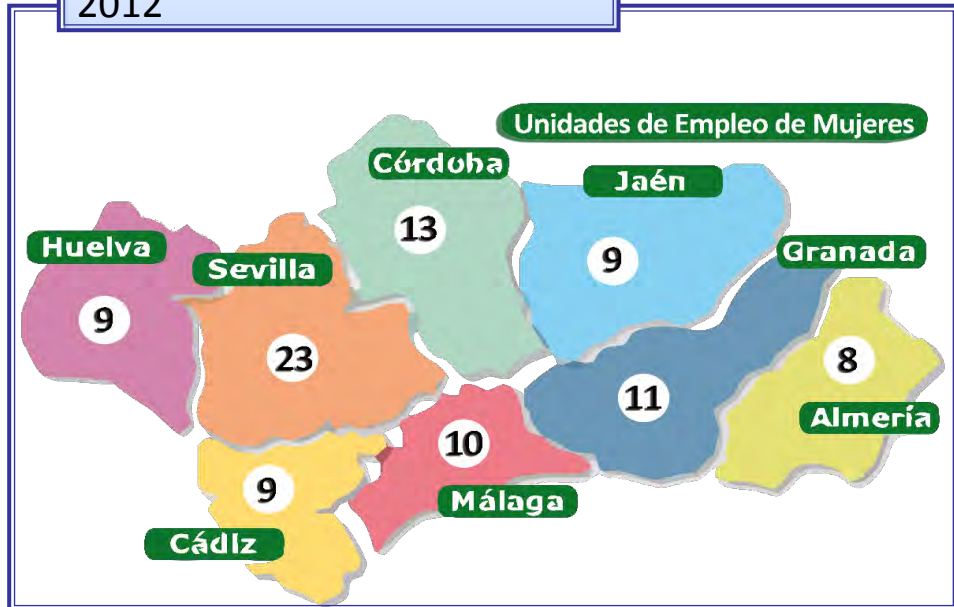 2012
Unidades de Empleo de Mujeres
Córdoba
Jaén
13
Huelva
Sevilla
9
Granada
9
23
8
11
Almería
10
9
Málaga
Cádiz